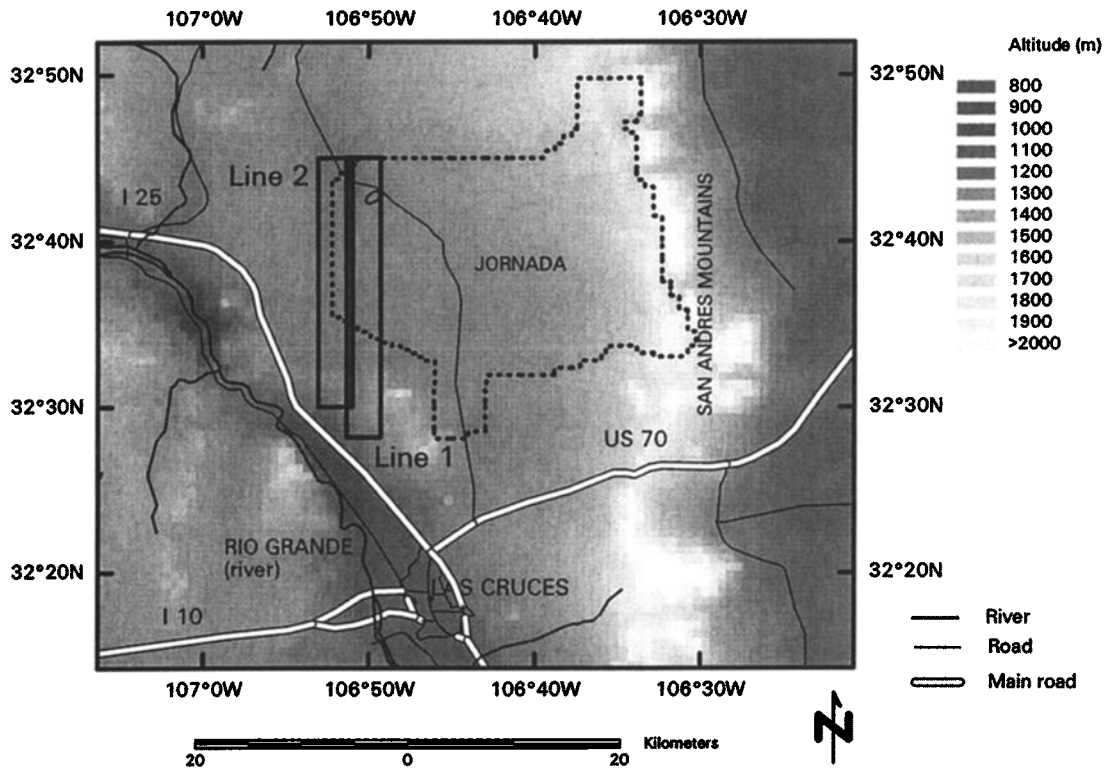 107°0W 106°50W 106°40W 106°30W
Altitude (m)
32°50N 32°50N
800
900
1000
1100
1200
1300
1400
1500
1600
1700
1800
1900
>2000
Line 2
I 25
SAN ANDRES MOUNTAINS
32°40N 32°40N
JORNADA
32°30N 32°30N
US 70
Line 1
RIO GRANDE
(river)
32°20N 32°20N
LAS CRUCES
I 10
River
Road
Main road
107°0W 106°50W 106°40W 106°30W
N
20 0 20 Kilometers